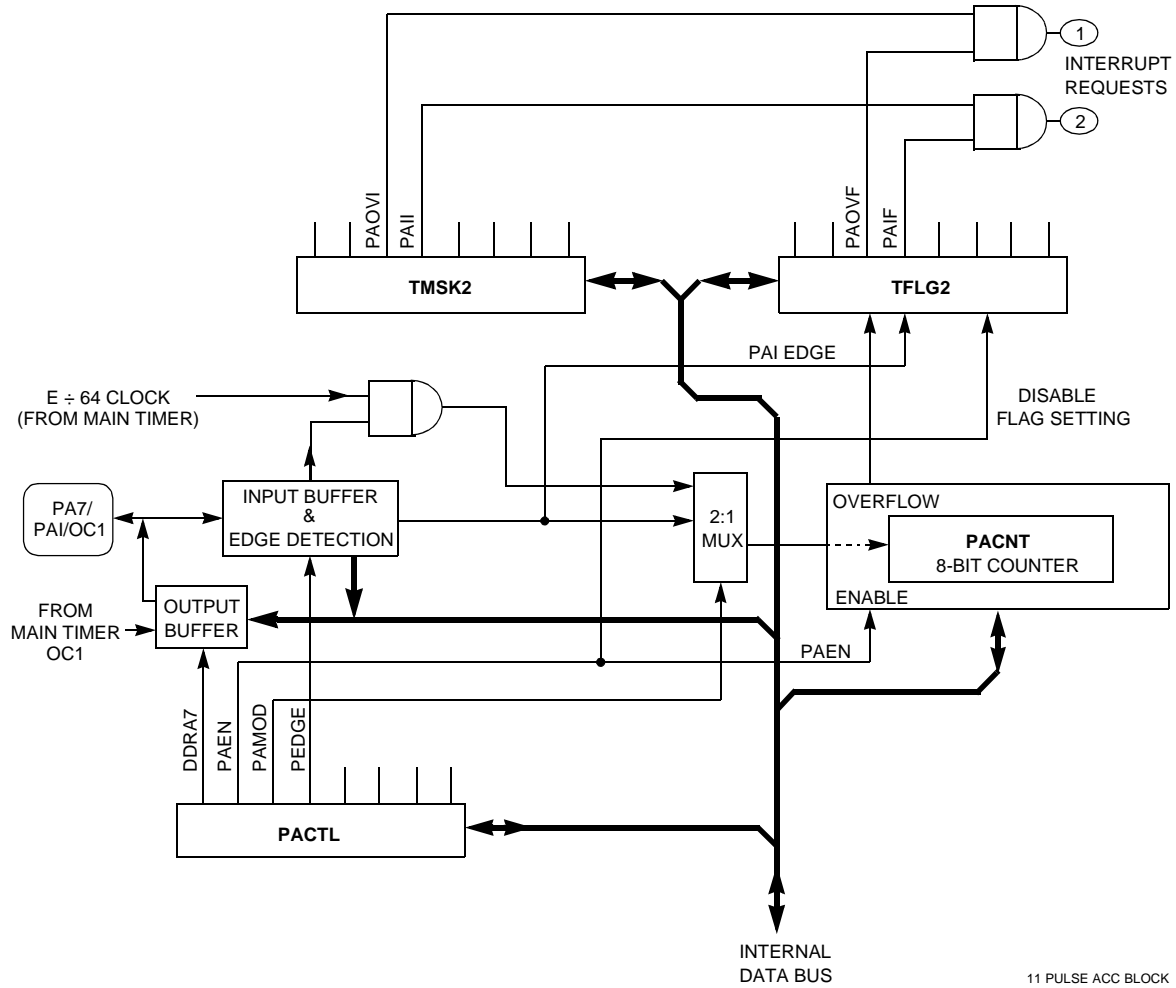 1
INTERRUPT
REQUESTS
2
PAOVI
PAII
PAOVF
PAIF
TMSK2
TFLG2
PAI EDGE
E ÷ 64 CLOCK
(FROM MAIN TIMER)
DISABLE
FLAG SETTING
PA7/
PAI/OC1
INPUT BUFFER
&
EDGE DETECTION
2:1
MUX
OVERFLOW
PACNT
8-BIT COUNTER
ENABLE
FROM
MAIN TIMER
OC1
OUTPUT
BUFFER
PAEN
DDRA7
PAEN
PAMOD
PEDGE
PACTL
INTERNAL
DATA BUS
11 PULSE ACC BLOCK